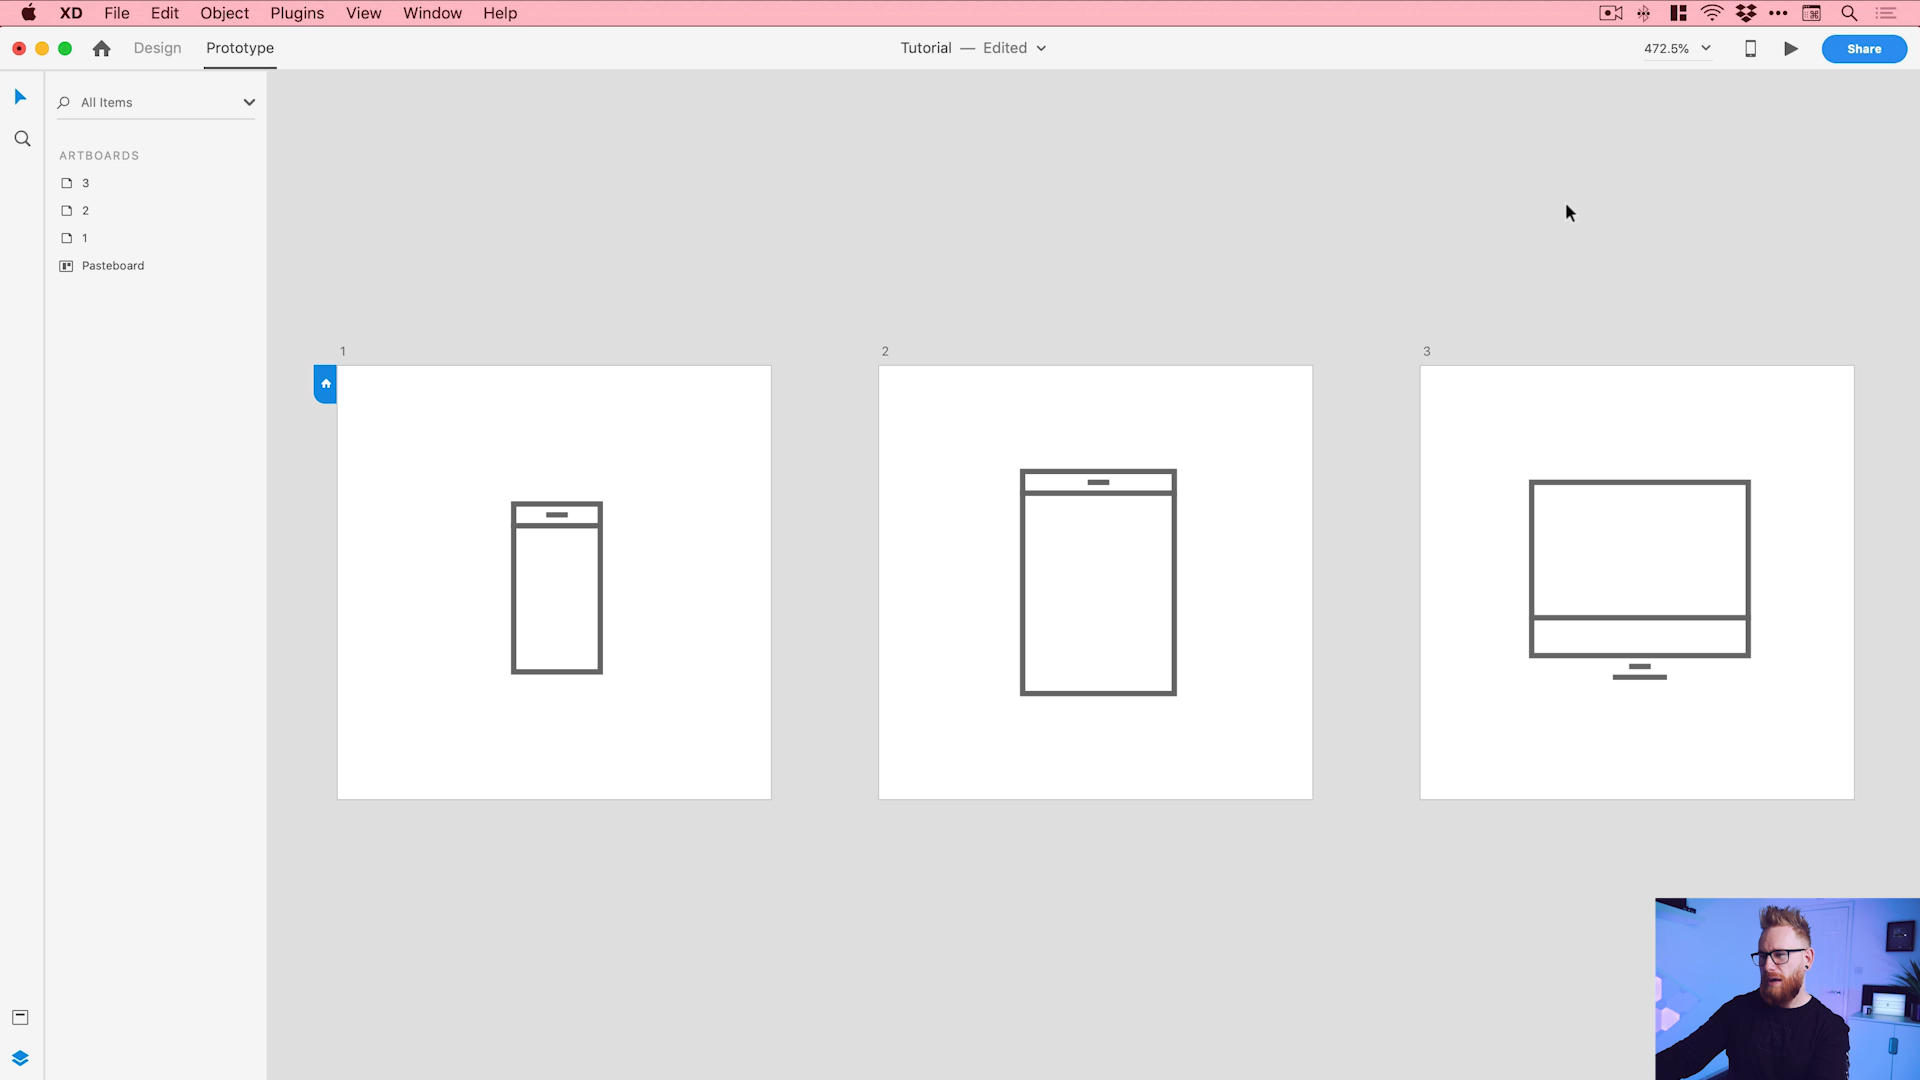 XD File Edit Object Plugins View Window Help
Design Prototype Tutorial — Edited 472.5% Share
All Items
ARTBOARDS
3
2
1
Pasteboard
1 2 3